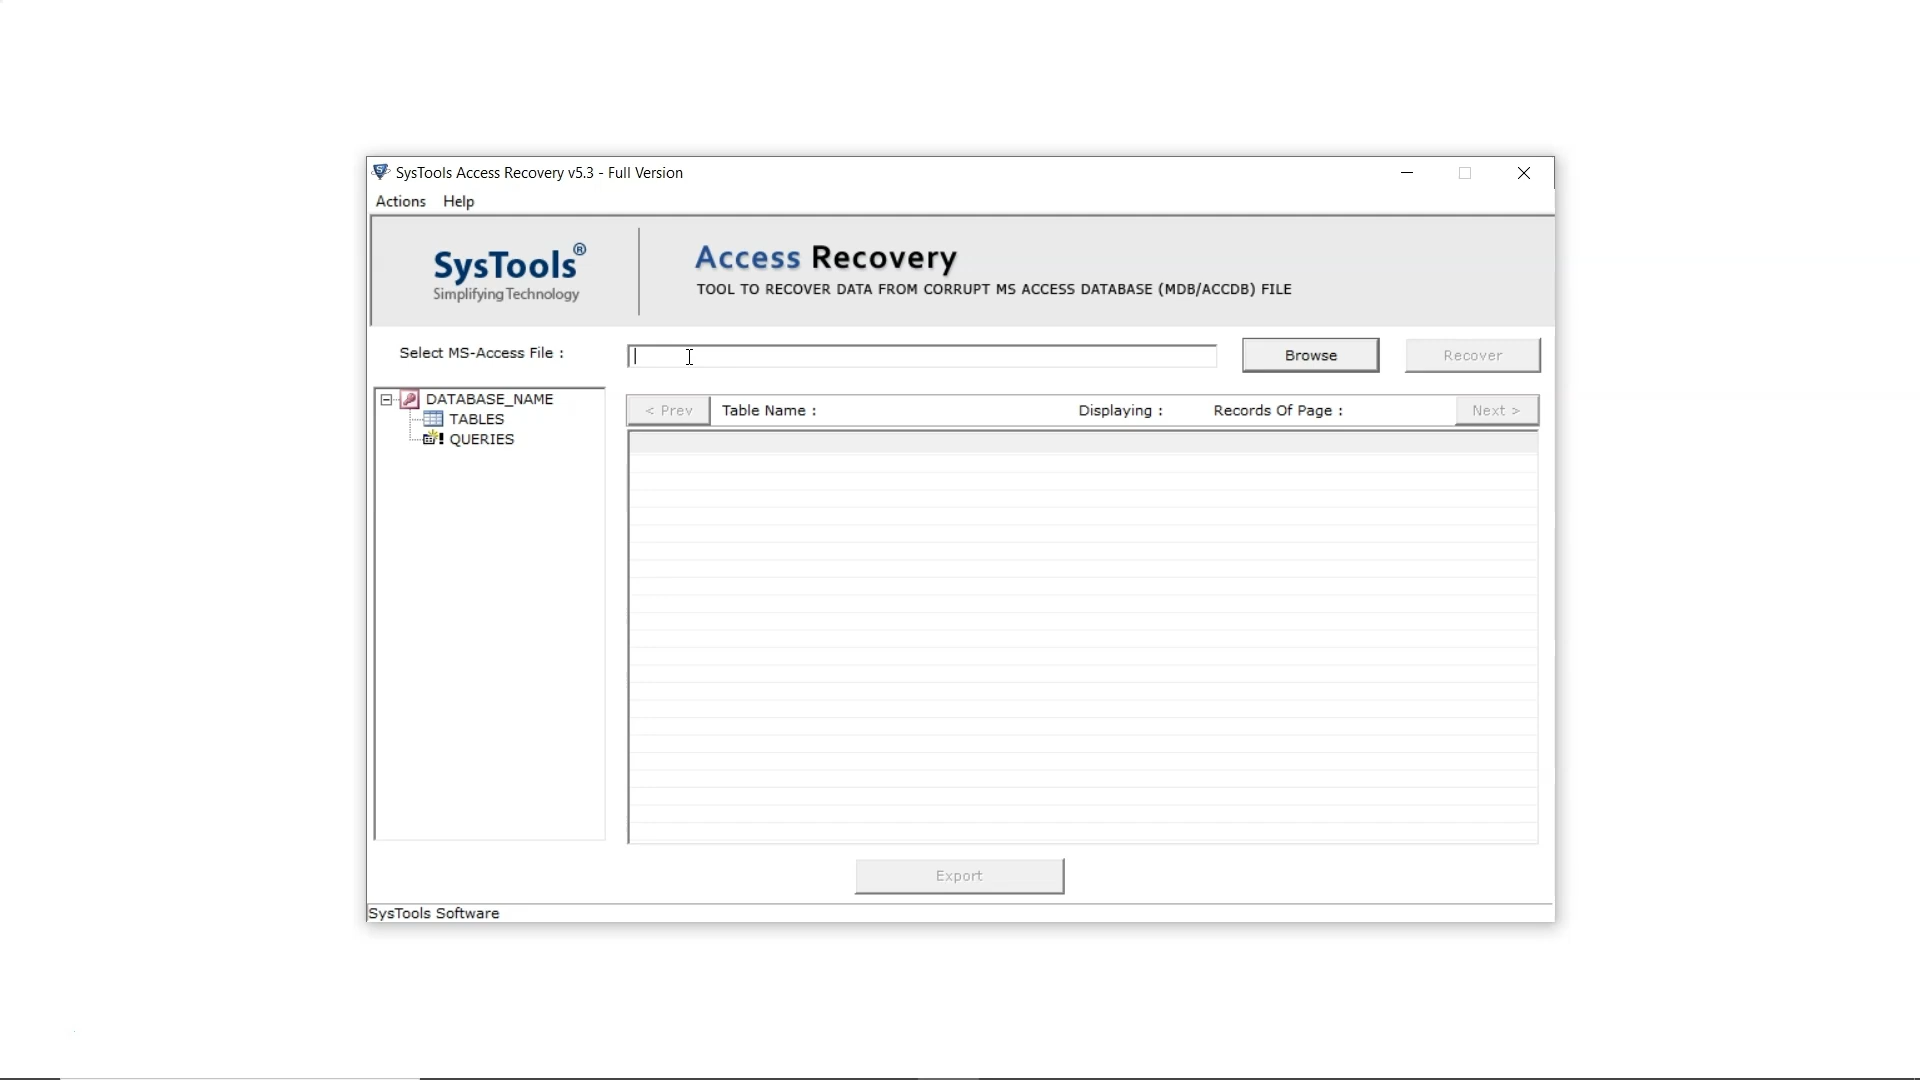 SysTools Access Recovery v5.3 - Full Version
Actions Help
SysTools®
Simplifying Technology
Access Recovery
TOOL TO RECOVER DATA FROM CORRUPT MS ACCESS DATABASE (MDB/ACCDB) FILE
Select MS-Access File :
Browse
Recover
DATABASE_NAME
TABLES
QUERIES
< Prev
Table Name :
Displaying :
Records Of Page :
Next >
Export
SysTools Software